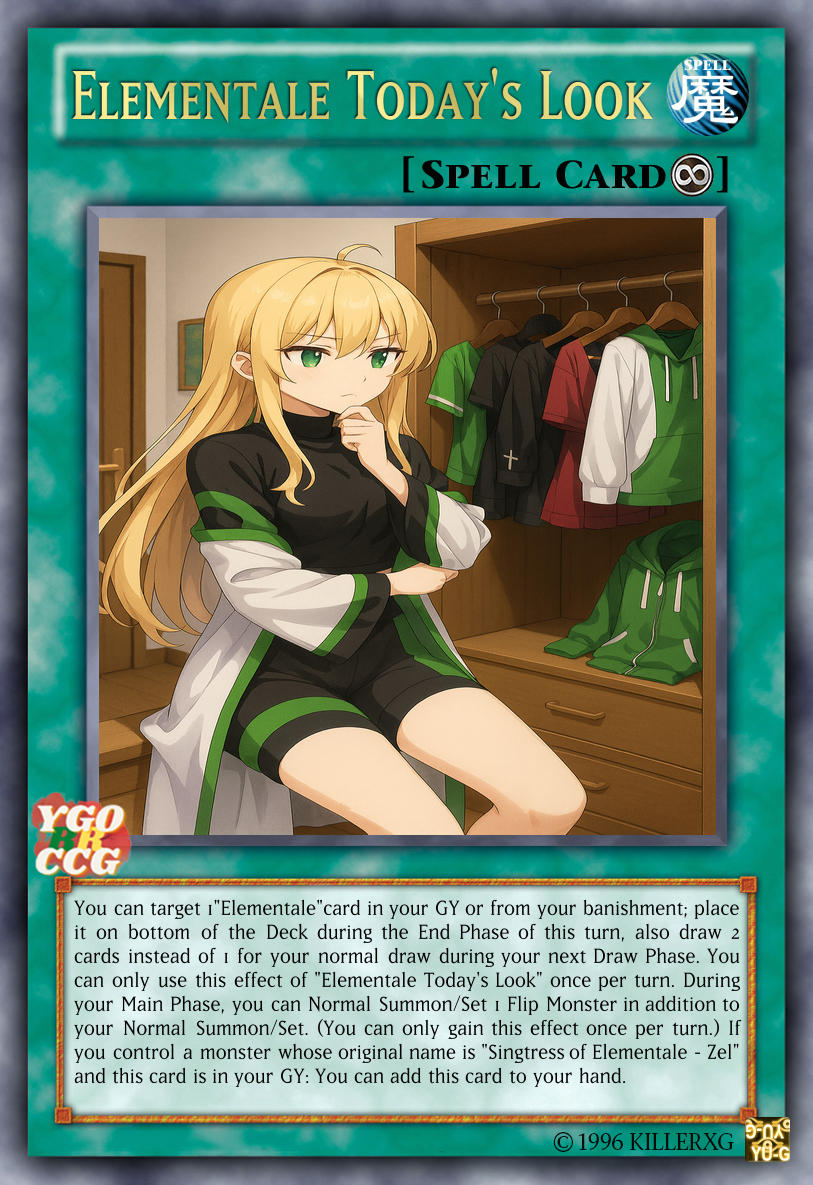 Elementale Today's Look
SPELL
魔
[Spell Card∞]
YGO
BR
CCG
You can target 1"Elementale"card in your GY or from your banishment; place
it on bottom of the Deck during the End Phase of this turn, also draw 2
cards instead of 1 for your normal draw during your next Draw Phase. You
can only use this effect of "Elementale Today's Look" once per turn. During
your Main Phase, you can Normal Summon/Set 1 Flip Monster in addition to
your Normal Summon/Set. (You can only gain this effect once per turn.) If
you control a monster whose original name is "Singtress of Elementale - Zel"
and this card is in your GY: You can add this card to your hand.
© 1996 KILLERXG